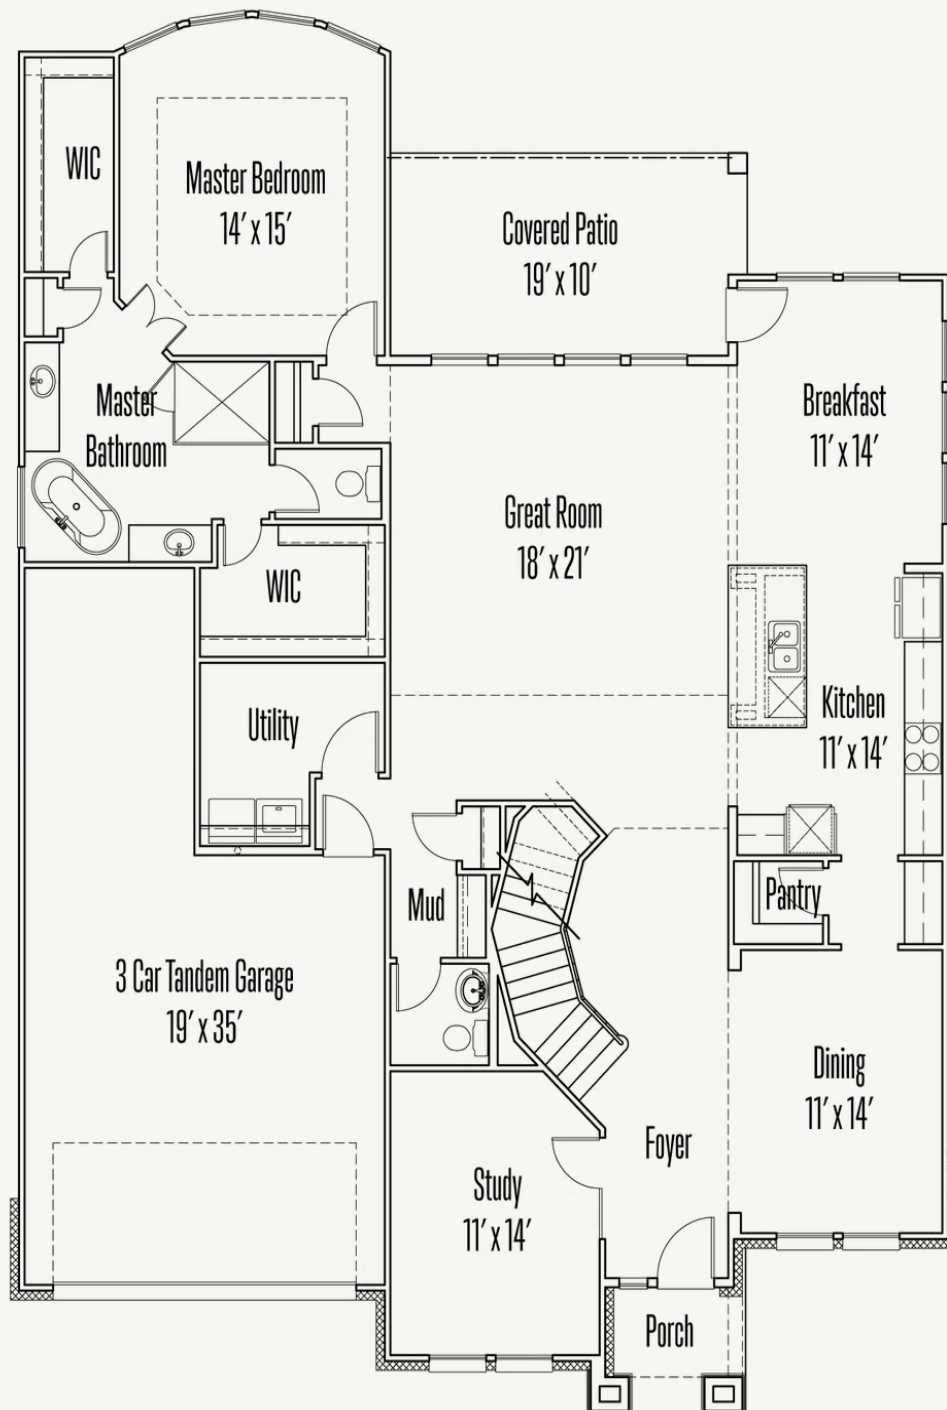 WIC
Master Bedroom
14' x 15'
Covered Patio
19' x 10'
Master
Bathroom
Breakfast
11' x 14'
Great Room
18' x 21'
WIC
Utility
Kitchen
11' x 14'
Pantry
Mud
3 Car Tandem Garage
19' x 35'
Dining
11' x 14'
Foyer
Study
11' x 14'
Porch